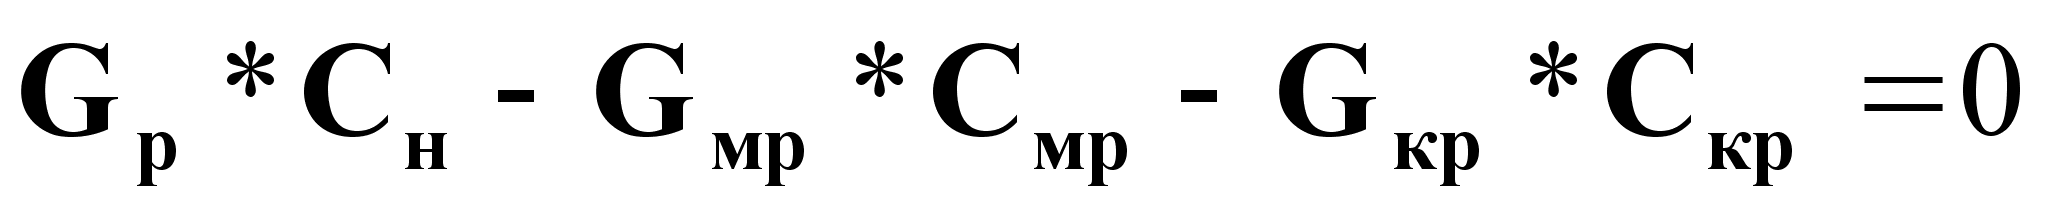 Gр *Cн - Gмр *Cмр - Gкр *Cкр =0